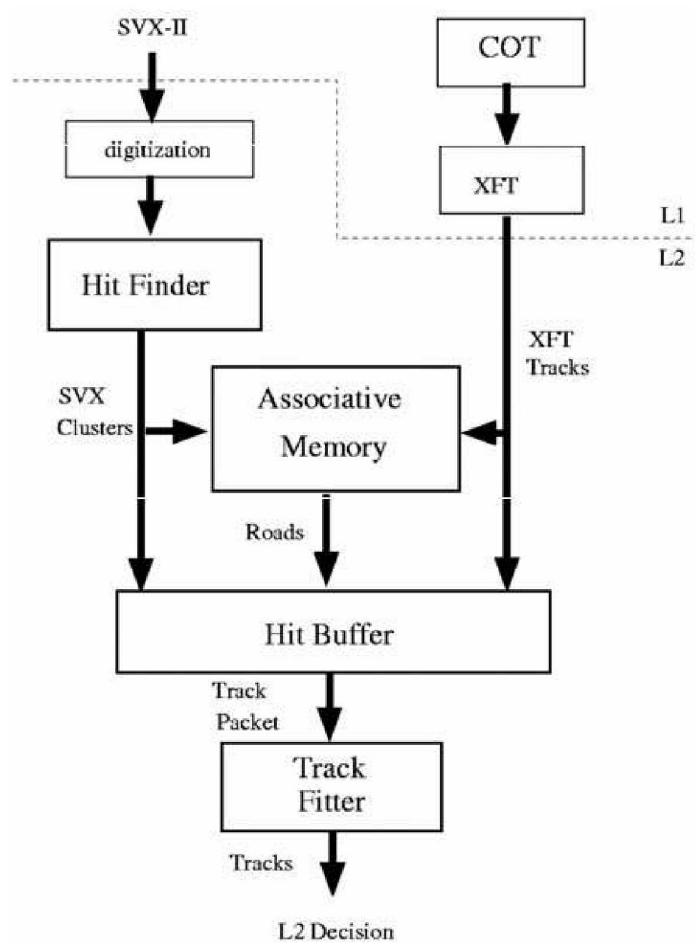 SVX-II
COT
digitization
XFT
L1
L2
Hit Finder
XFT
Tracks
SVX
Clusters
Associative
Memory
Roads
Hit Buffer
Track
Packet
Track
Fitter
Tracks
L2 Decision